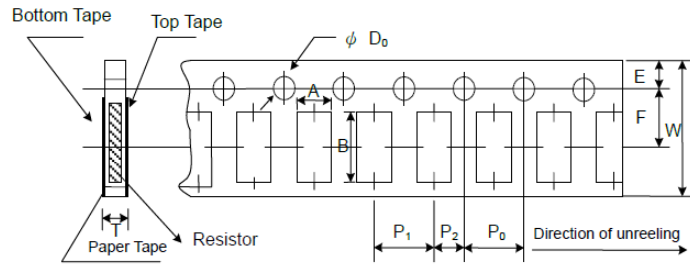 Bottom Tape
Top Tape
ϕ D₀
E
A
F
W
B
T
P₁
P₂
P₀
Direction of unreeling
Paper Tape
Resistor